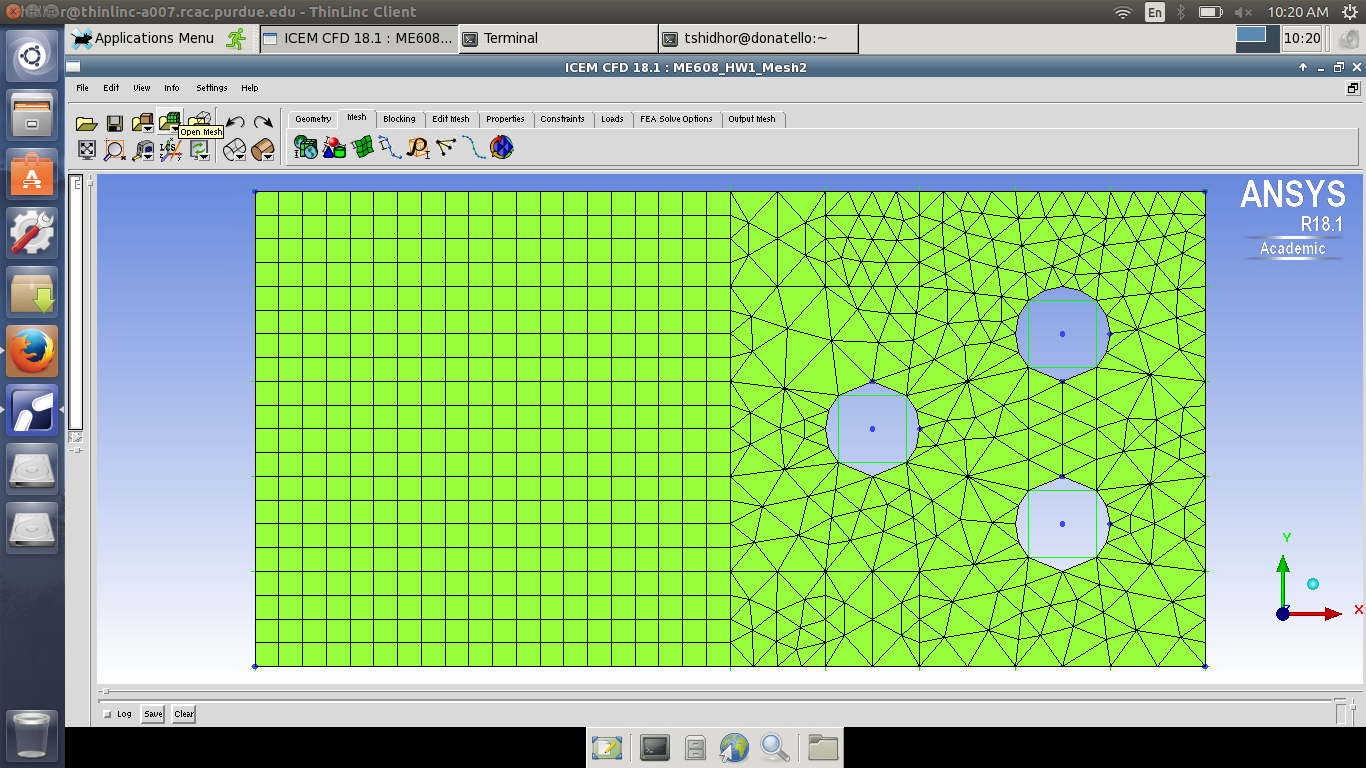 hor@thinlinc-a007.rcac.purdue.edu - ThinLinc Client
En
10:20 AM
Applications Menu
ICEM CFD 18.1 : ME608...
Terminal
tshidhor@donatello:~
10:20
ICEM CFD 18.1 : ME608_HW1_Mesh2
File Edit View Info Settings Help
Geometry Mesh Blocking Edit Mesh Properties Constraints Loads FEA Solve Options Output Mesh
Open Mesh
LCS
ANSYS
R18.1
Academic
Y
Z
X
Log Save Clear